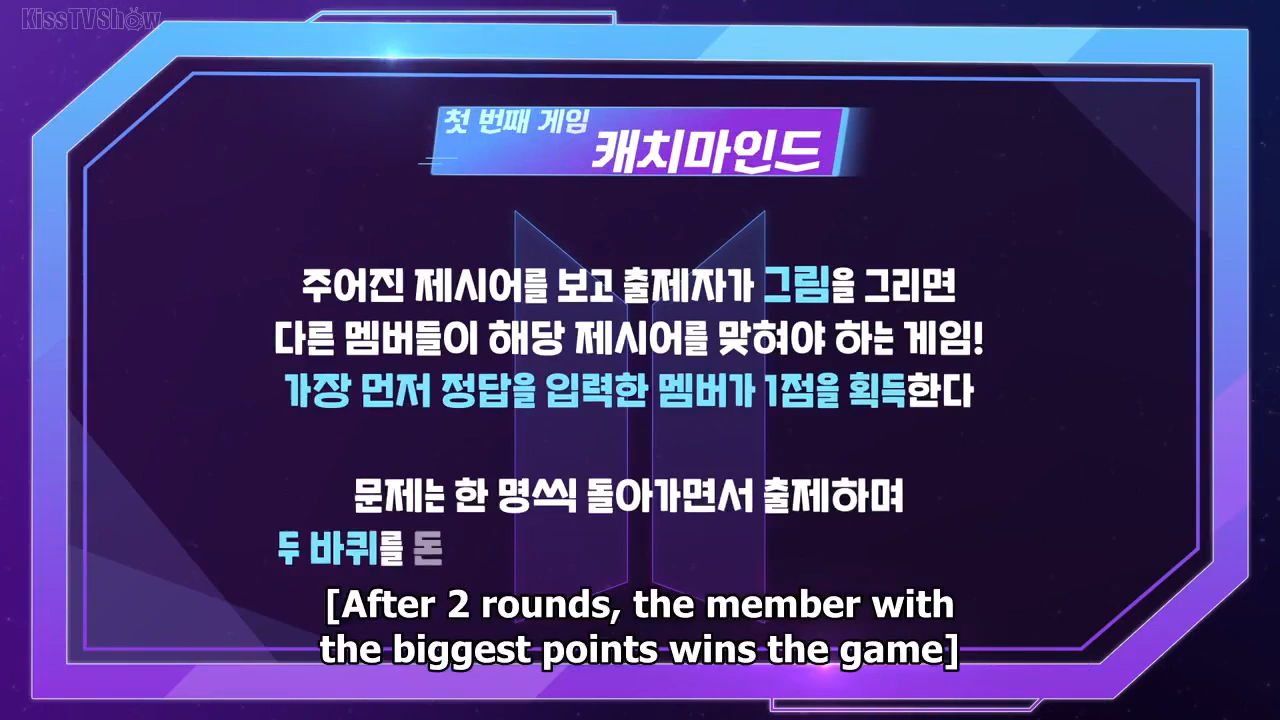 KissTVShow
첫 번째 게임
캐치마인드
주어진 제시어를 보고 출제자가 그림을 그리면
다른 멤버들이 해당 제시어를 맞혀야 하는 게임!
가장 먼저 정답을 입력한 멤버가 1점을 획득한다
문제는 한 명씩 돌아가면서 출제하며
두 바퀴를 돈
[After 2 rounds, the member with
the biggest points wins the game]